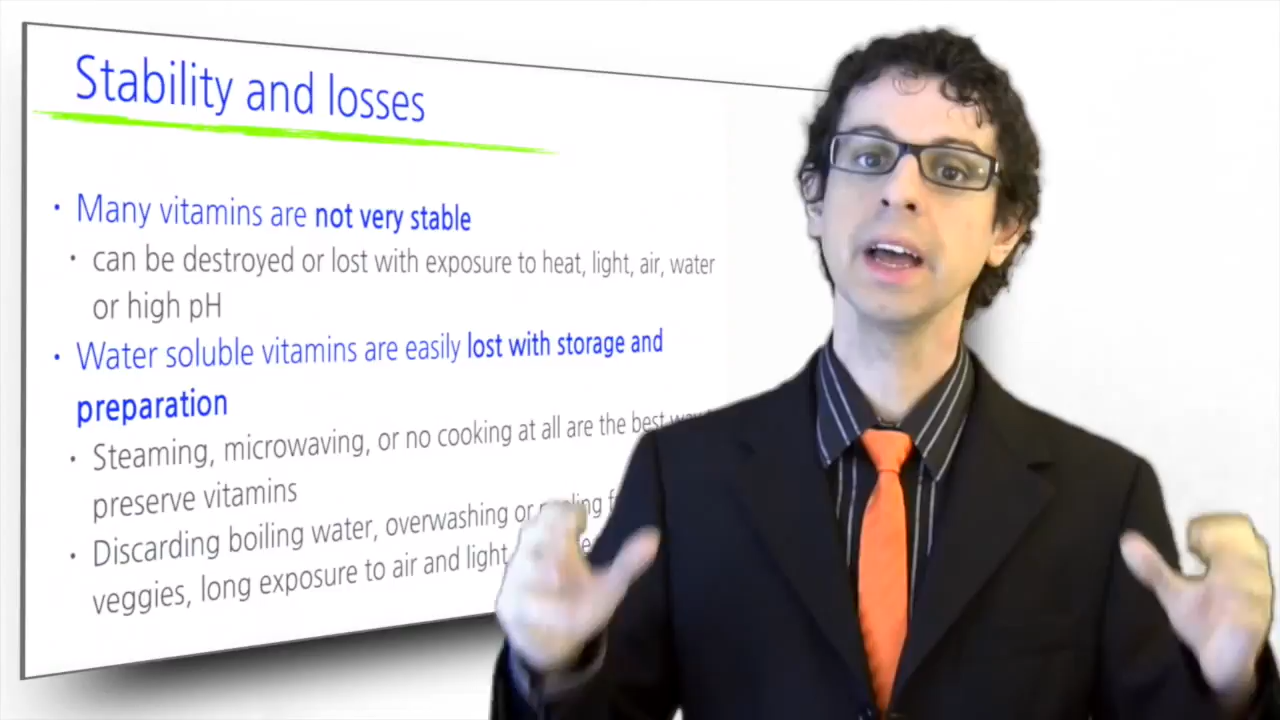 Stability and losses
• Many vitamins are not very stable
• can be destroyed or lost with exposure to heat, light, air, water
or high pH
• Water soluble vitamins are easily lost with storage and
preparation
• Steaming, microwaving, or no cooking at all are the best
preserve vitamins
• Discarding boiling water, overwashing or
veggies, long exposure to air and light